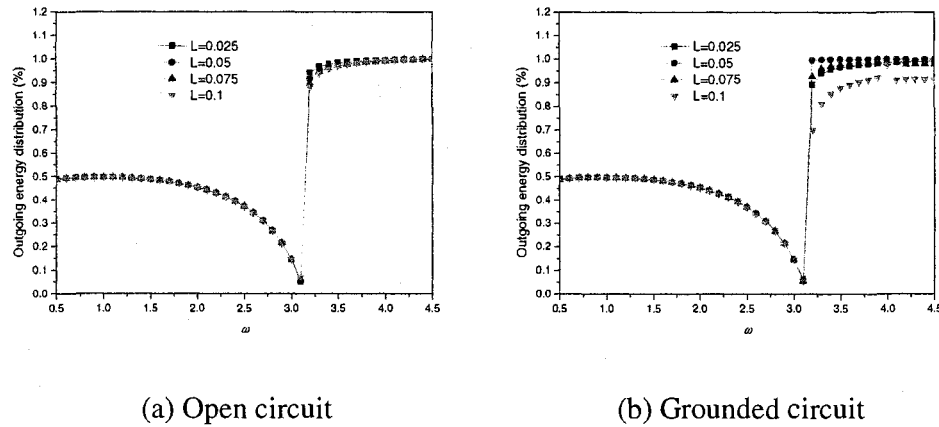 1.2
1.1
1.0
0.9
0.8
0.7
0.6
0.5
0.4
0.3
0.2
0.1
0.0
Outgoing energy distribution (%)
L=0.025
L=0.05
L=0.075
L=0.1
0.5 1.0 1.5 2.0 2.5 3.0 3.5 4.0 4.5
ω
(a) Open circuit
1.2
1.1
1.0
0.9
0.8
0.7
0.6
0.5
0.4
0.3
0.2
0.1
0.0
Outgoing energy distribution (%)
L=0.025
L=0.05
L=0.075
L=0.1
0.5 1.0 1.5 2.0 2.5 3.0 3.5 4.0 4.5
ω
(b) Grounded circuit